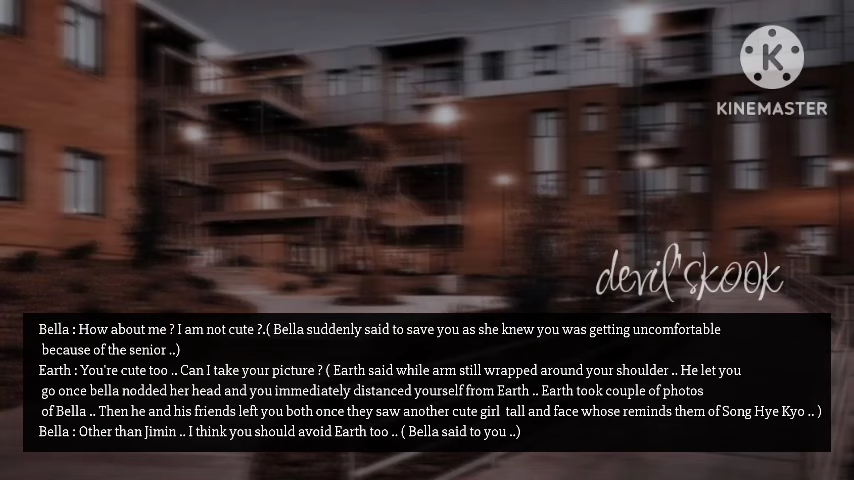 KINEMASTER
devil'skook
Bella : How about me ? I am not cute ?.( Bella suddenly said to save you as she knew you was getting uncomfortable
because of the senior ..)
Earth : You're cute too .. Can I take your picture ? ( Earth said while arm still wrapped around your shoulder .. He let you
go once bella nodded her head and you immediately distanced yourself from Earth .. Earth took couple of photos
of Bella .. Then he and his friends left you both once they saw another cute girl tall and face whose reminds them of Song Hye Kyo .. )
Bella : Other than Jimin .. I think you should avoid Earth too .. ( Bella said to you ..)